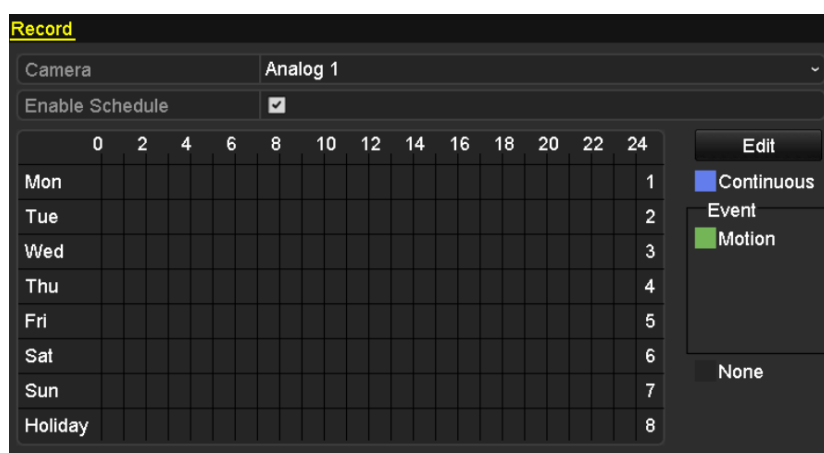 Record
Camera Analog 1
Enable Schedule
0 2 4 6 8 10 12 14 16 18 20 22 24
Mon 1
Tue 2
Wed 3
Thu 4
Fri 5
Sat 6
Sun 7
Holiday 8
Edit
Continuous
Event
Motion
None